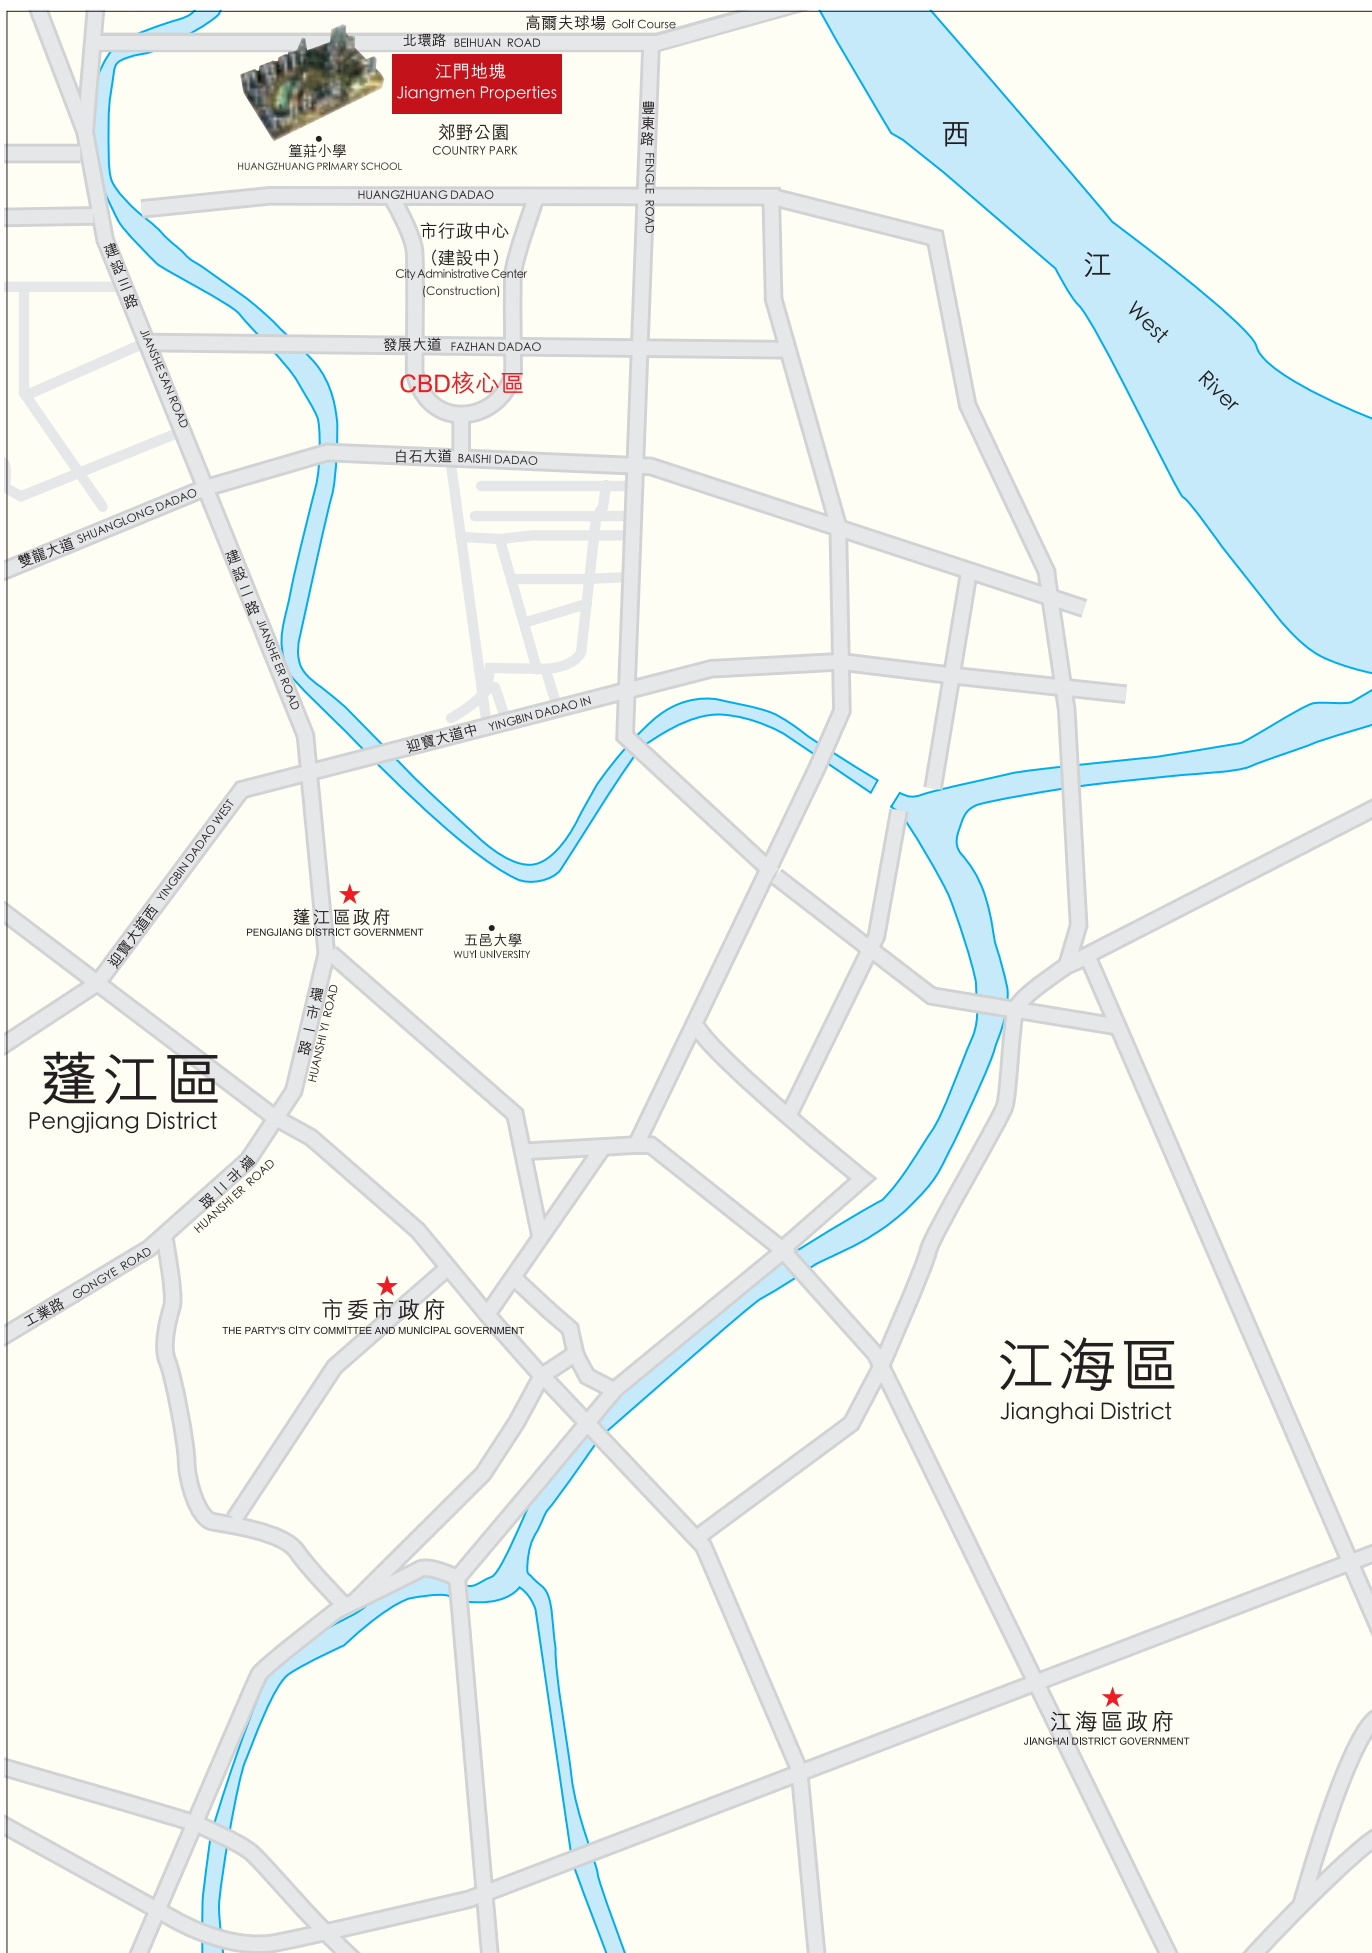 高爾夫球場 Golf Course
北環路 BEIHUAN ROAD
江門地塊
Jiangmen Properties
郊野公園
COUNTRY PARK
篁莊小學
HUANGZHUANG PRIMARY SCHOOL
豐東路 FENGLE ROAD
西江 West River
HUANGZHUANG DADAO
市行政中心
（建設中）
City Administrative Center
(Construction)
建設三路 JIANSHE SAN ROAD
發展大道 FAZHAN DADAO
CBD核心區
白石大道 BAISHI DADAO
雙龍大道 SHUANGLONG DADAO
建設二路 JIANSHE ER ROAD
迎賓大道中 YINGBIN DADAO IN
迎賓大道西 YINGBIN DADAO WEST
蓬江區政府
PENGJIANG DISTRICT GOVERNMENT
五邑大學
WUYI UNIVERSITY
環市一路 HUANSHI YI ROAD
蓬江區
Pengjiang District
環市二路 HUANSHI ER ROAD
工業路 GONGYE ROAD
市委市政府
THE PARTY'S CITY COMMITTEE AND MUNICIPAL GOVERNMENT
江海區
Jianghai District
江海區政府
JIANGHAI DISTRICT GOVERNMENT